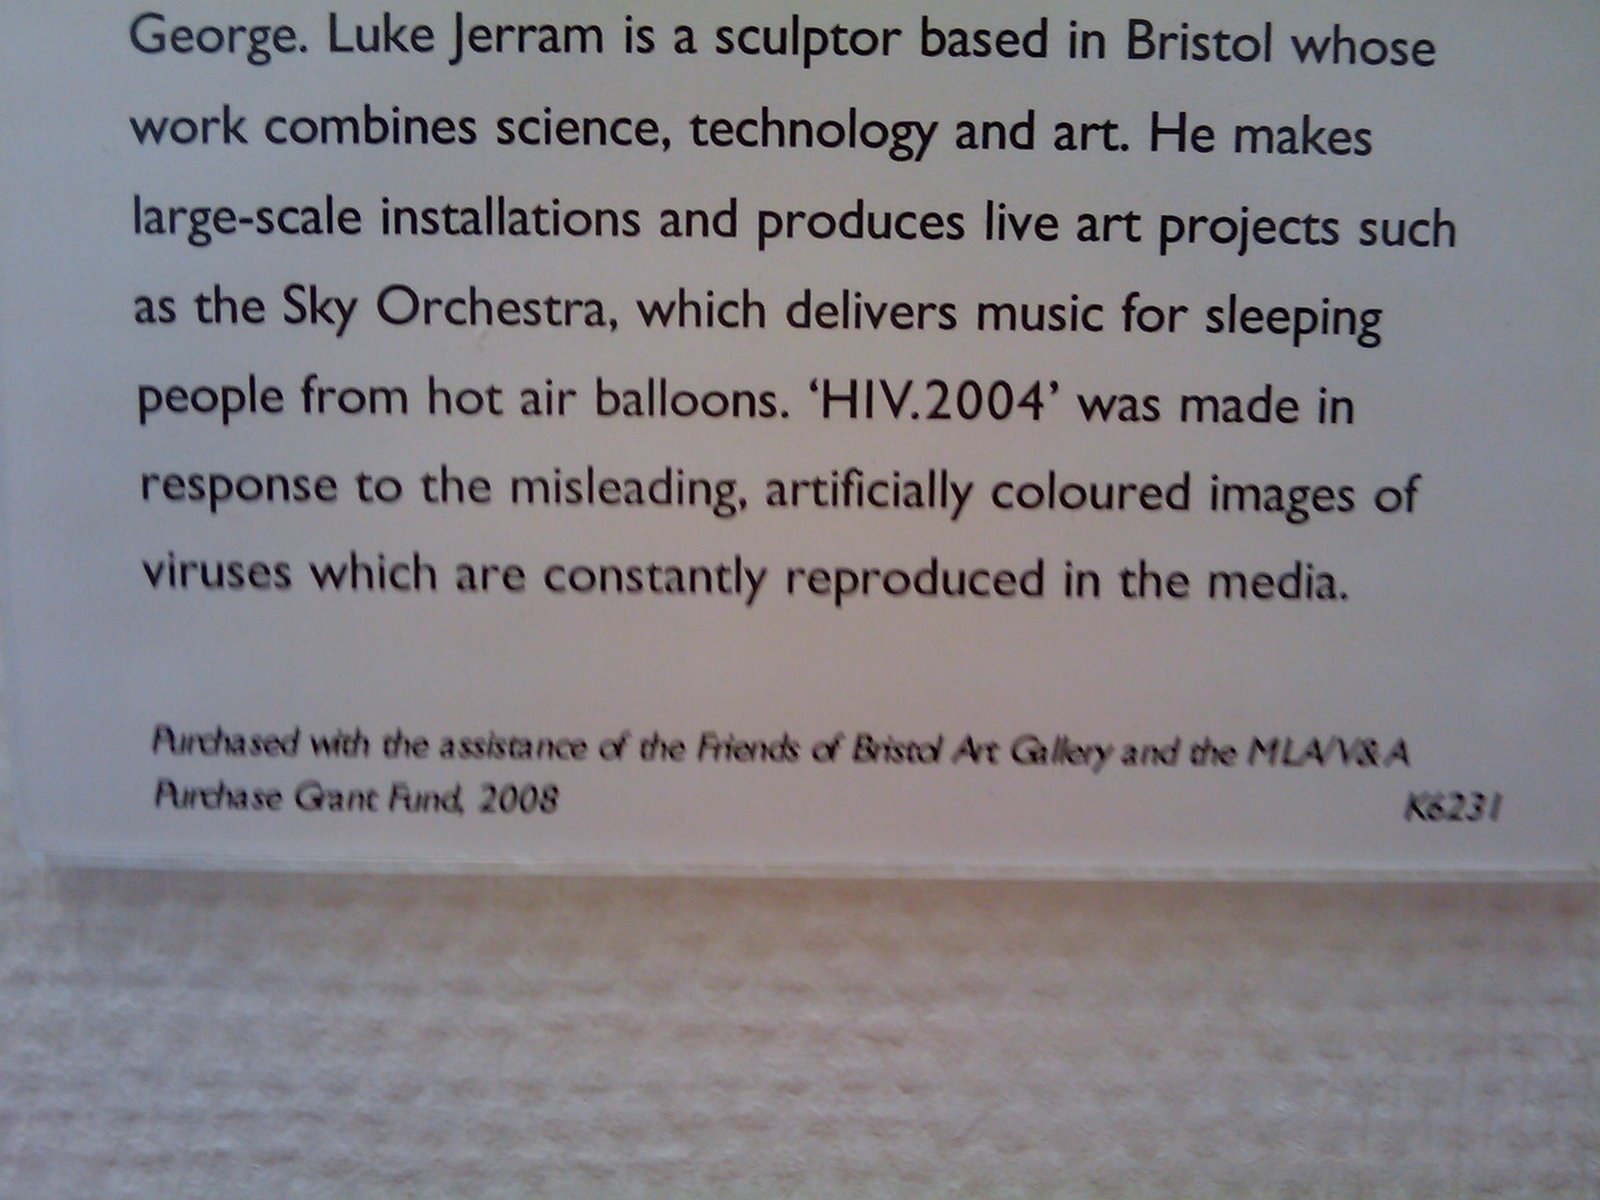 George. Luke Jerram is a sculptor based in Bristol whose
work combines science, technology and art. He makes
large-scale installations and produces live art projects such
as the Sky Orchestra, which delivers music for sleeping
people from hot air balloons. ‘HIV.2004’ was made in
response to the misleading, artificially coloured images of
viruses which are constantly reproduced in the media.
Purchased with the assistance of the Friends of Bristol Art Gallery and the MLA/V&A
Purchase Grant Fund, 2008
K6231